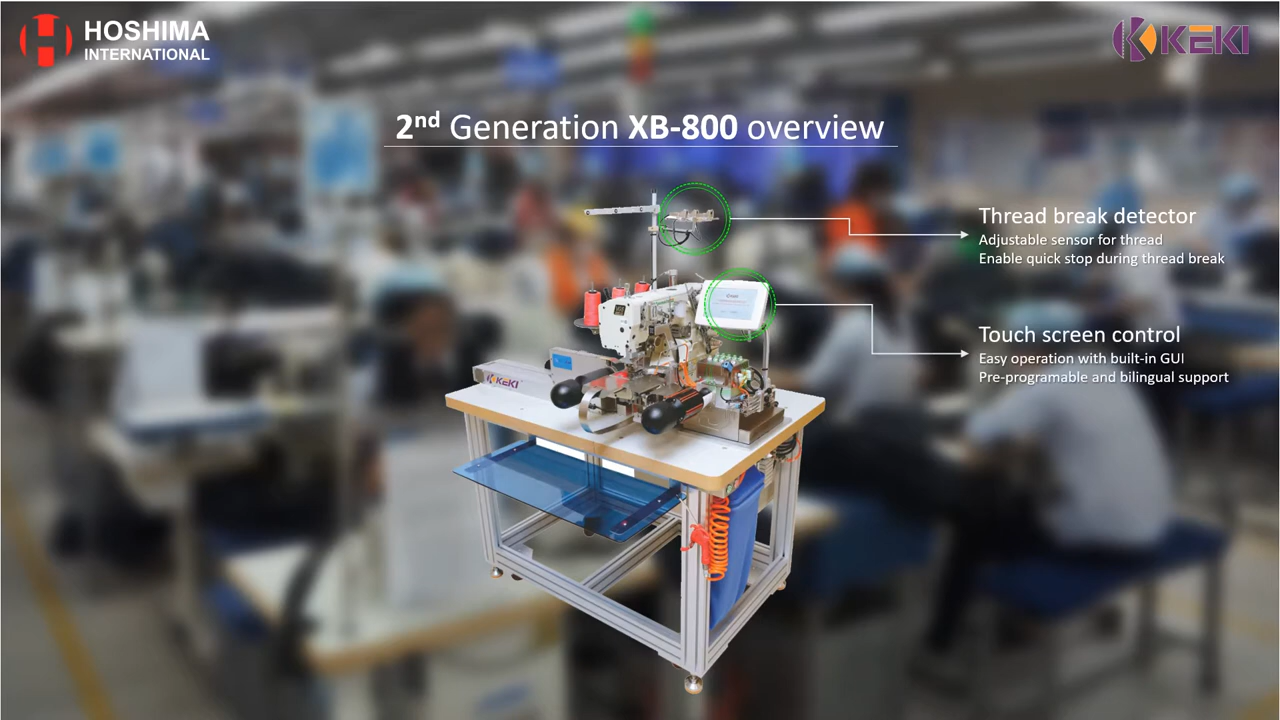 HOSHIMA
INTERNATIONAL
KEKI
2nd Generation XB-800 overview
Thread break detector
Adjustable sensor for thread
Enable quick stop during thread break
Touch screen control
Easy operation with built-in GUI
Pre-programable and bilingual support
KEKI